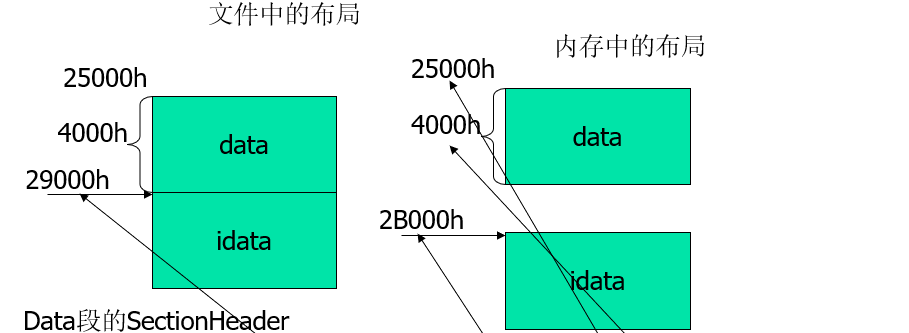 文件中的布局
内存中的布局
25000h
4000h
data
29000h
idata
25000h
4000h
data
2B000h
idata
Data段的SectionHeader